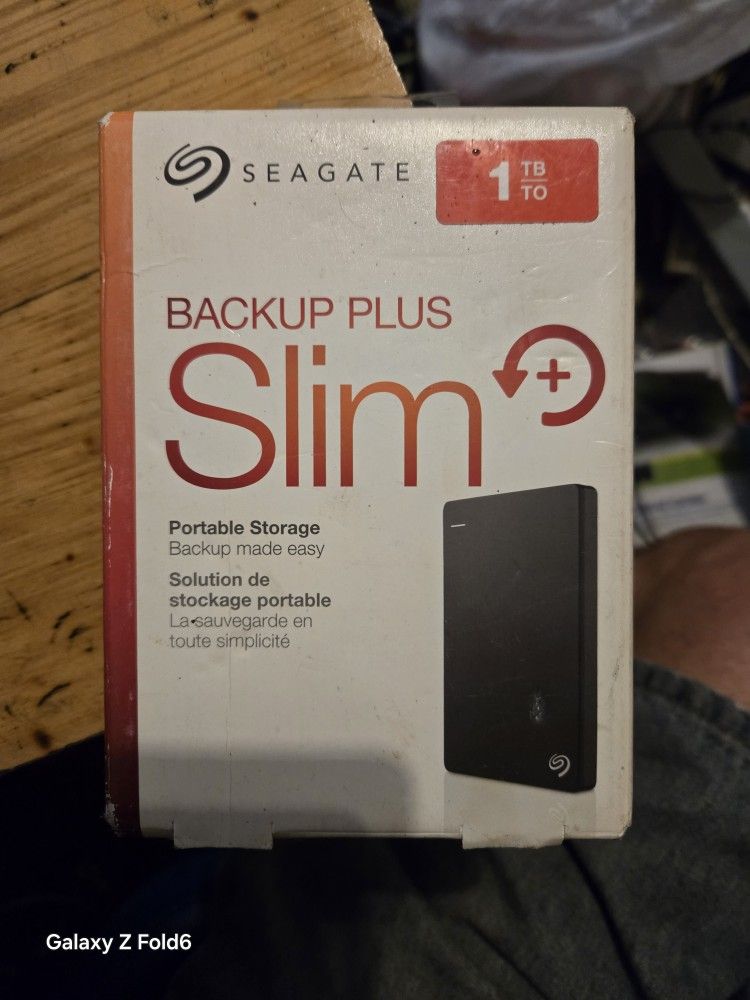 SEAGATE
1 TB
TO
BACKUP PLUS
Slim
Portable Storage
Backup made easy
Solution de
stockage portable
La sauvegarde en
toute simplicité
Galaxy Z Fold6